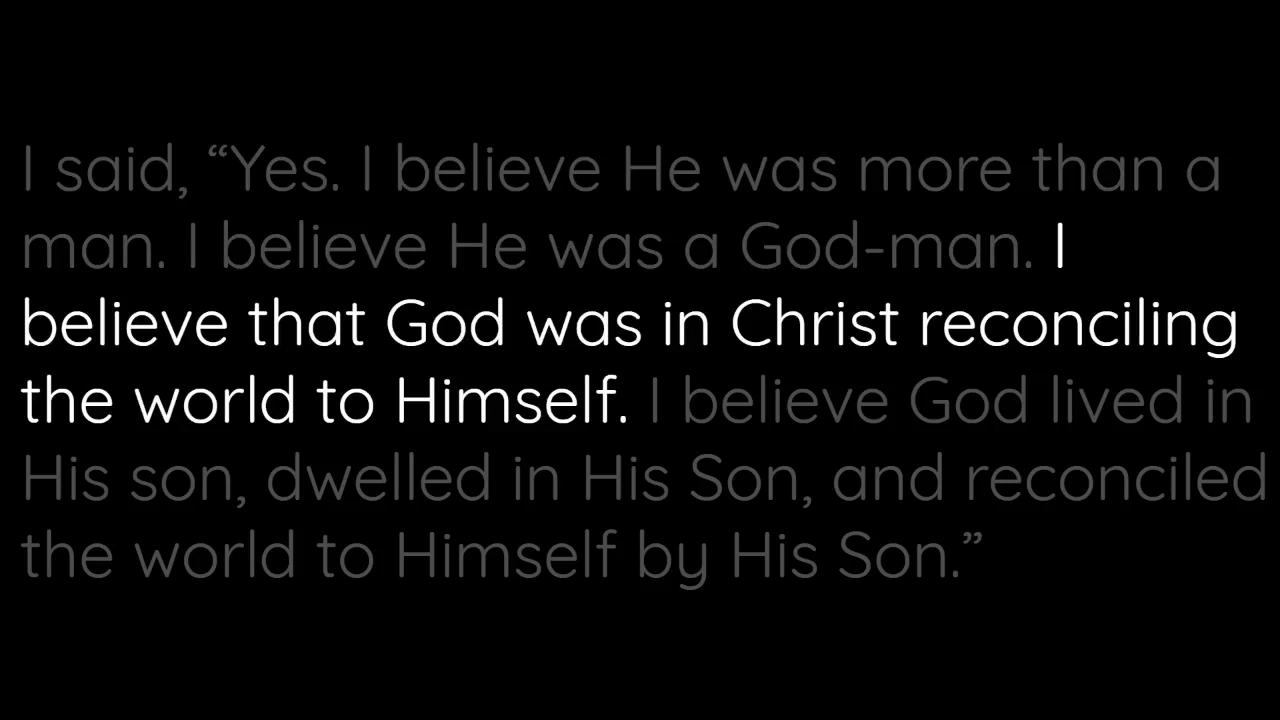 I said, “Yes. I believe He was more than a
man. I believe He was a God-man. I
believe that God was in Christ reconciling
the world to Himself. I believe God lived in
His son, dwelled in His Son, and reconciled
the world to Himself by His Son.”